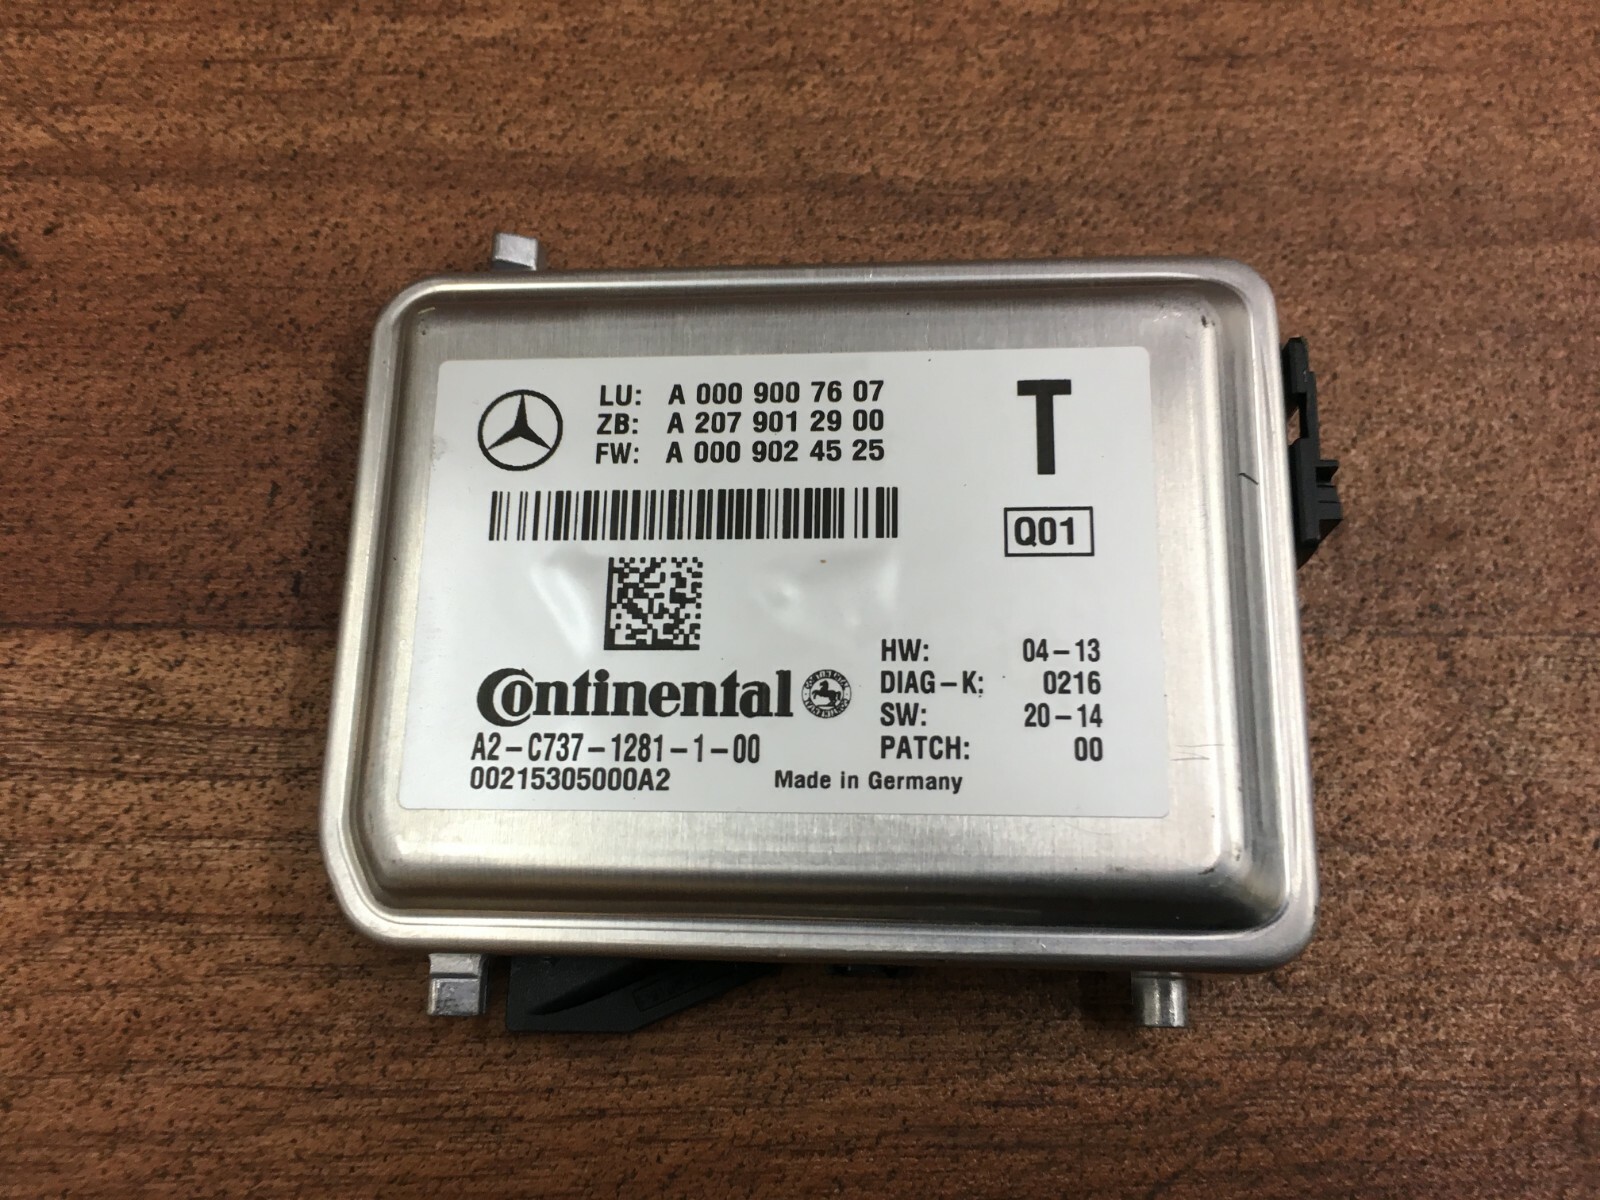 LU: A 000 900 76 07
ZB: A 207 901 29 00
FW: A 000 902 45 25
T
Q01
Continental
HW: 04-13
DIAG-K: 0216
SW: 20-14
PATCH: 00
A2-C737-1281-1-00
00215305000A2
Made in Germany